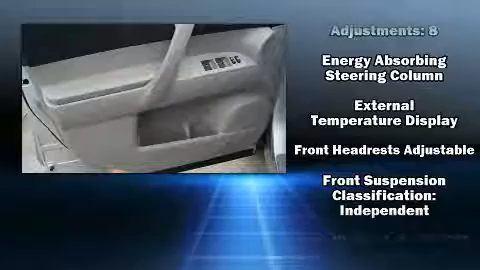 Adjustments: 8
Energy Absorbing
Steering Column
External
Temperature Display
Front Headrests Adjustable
Front Suspension
Classification:
Independent